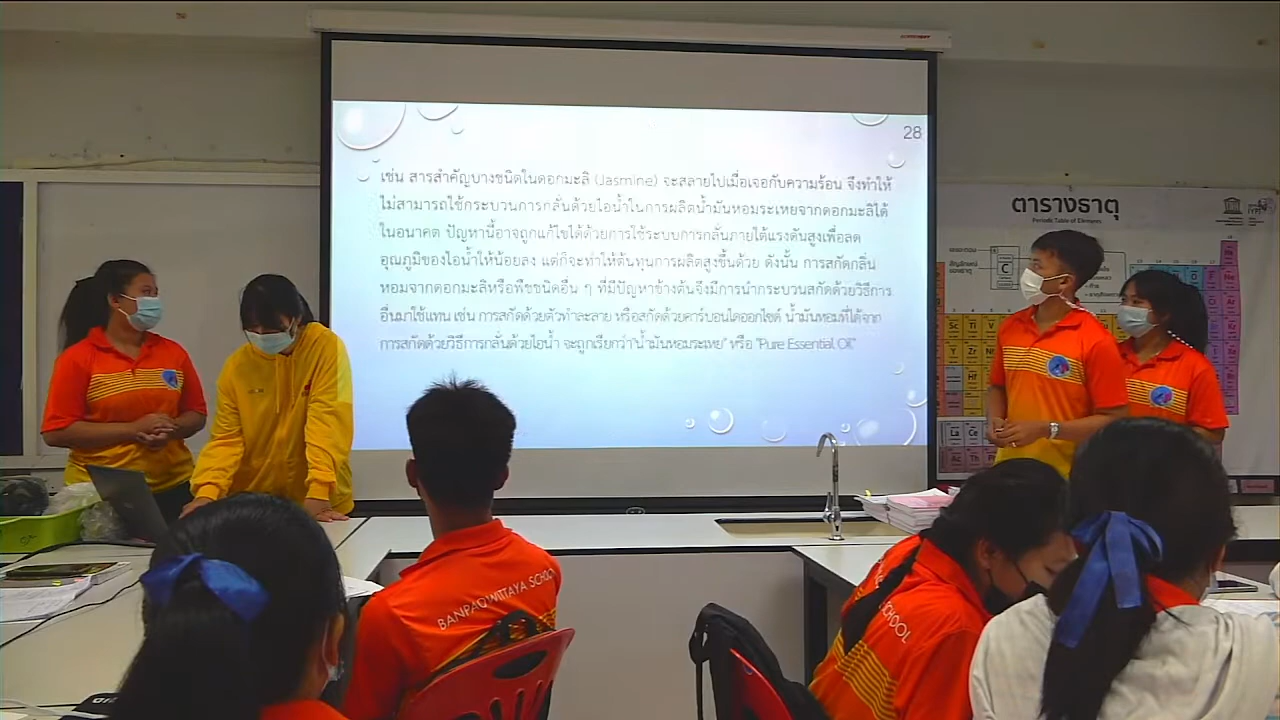 28
เช่น สารสำคัญบางชนิดในดอกมะลิ (Jasmine) จะสลายไปเมื่อเจอกับความร้อน จึงทำให้
ไม่สามารถใช้กระบวนการกลั่นด้วยไอน้ำในการผลิตน้ำมันหอมระเหยจากดอกมะลิได้
ในอนาคต ปัญหานี้อาจถูกแก้ไขได้ด้วยการใช้ระบบการกลั่นภายใต้แรงดันสูงเพื่อลด
อุณภูมิของไอน้ำให้น้อยลง แต่ก็จะทำให้ต้นทุนการผลิตสูงขึ้นด้วย ดังนั้น การสกัดกลิ่น
หอมจากดอกมะลิหรือพืชชนิดอื่น ๆ ที่มีปัญหาข้างต้นจึงมีการนำกระบวนสกัดด้วยวิธีการ
อื่นมาใช้แทน เช่น การสกัดด้วยตัวทำละลาย หรือสกัดด้วยคาร์บอนไดออกไซด์ น้ำมันหอมที่ได้จาก
การสกัดด้วยวิธีการกลั่นด้วยไอน้ำ จะถูกเรียกว่า"น้ำมันหอมระเหย" หรือ "Pure Essential Oil"
ตารางธาตุ
Periodic Table of Elements
C
Sc Ti V
Y Zr Nb
Hf
La Ce
Ac Th
He
BANPAOWITTAYA SCHOOL
SCHOOL